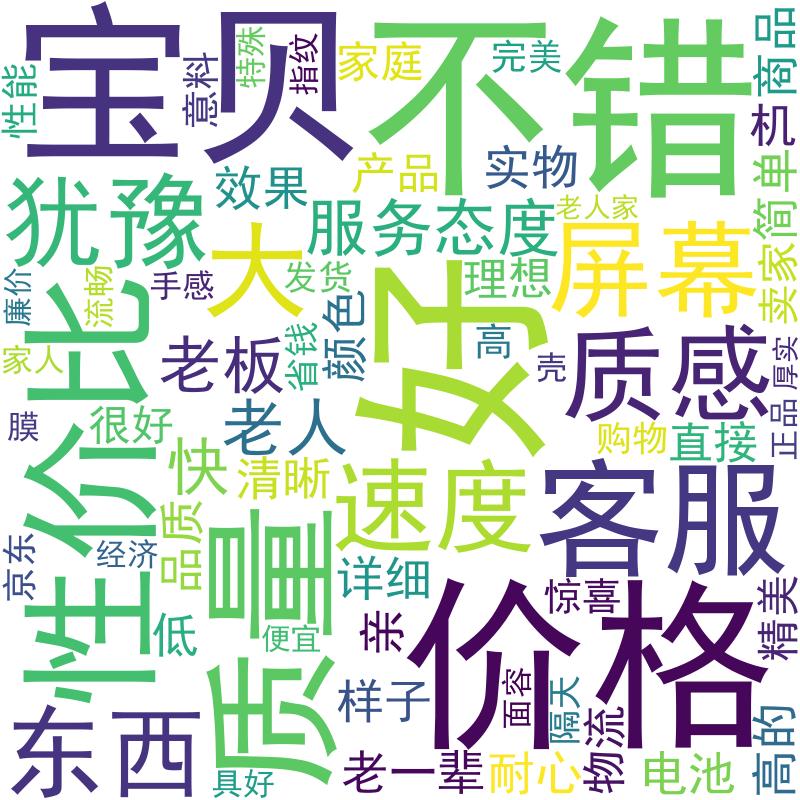 宝贝
不错
性能
意料
特殊
指纹
家庭
完美
商品
机
犹豫
效果
产品
实物
服务态度
老人家
简单
大
屏幕
廉价
流畅
手感
发货
理想
卖家
性价比
好
家人
老板
省钱
颜色
高
壳
质感
厚实
正品
膜
很好
老人
购物
直接
快
清晰
速度
客服
京东
经济
品质
质量
详细
低
便宜
亲
价格
惊喜
精美
东西
样子
面容
隔天
物流
高的
具好
老一辈
耐心
电池